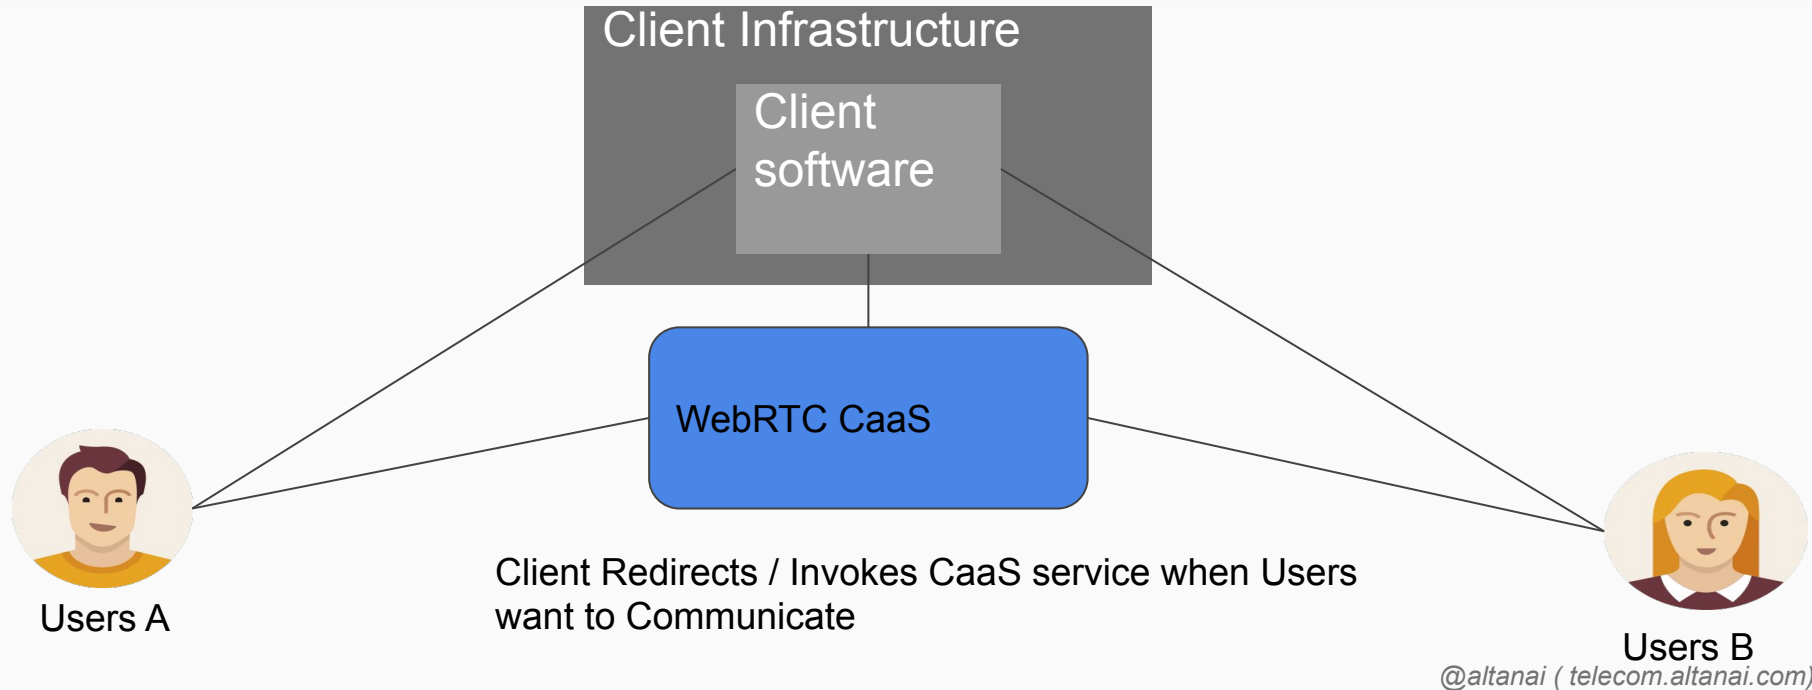 Client Infrastructure
Client
software
WebRTC CaaS
Client Redirects / Invokes CaaS service when Users
want to Communicate
Users A
Users B
@altanai ( telecom.altanai.com)